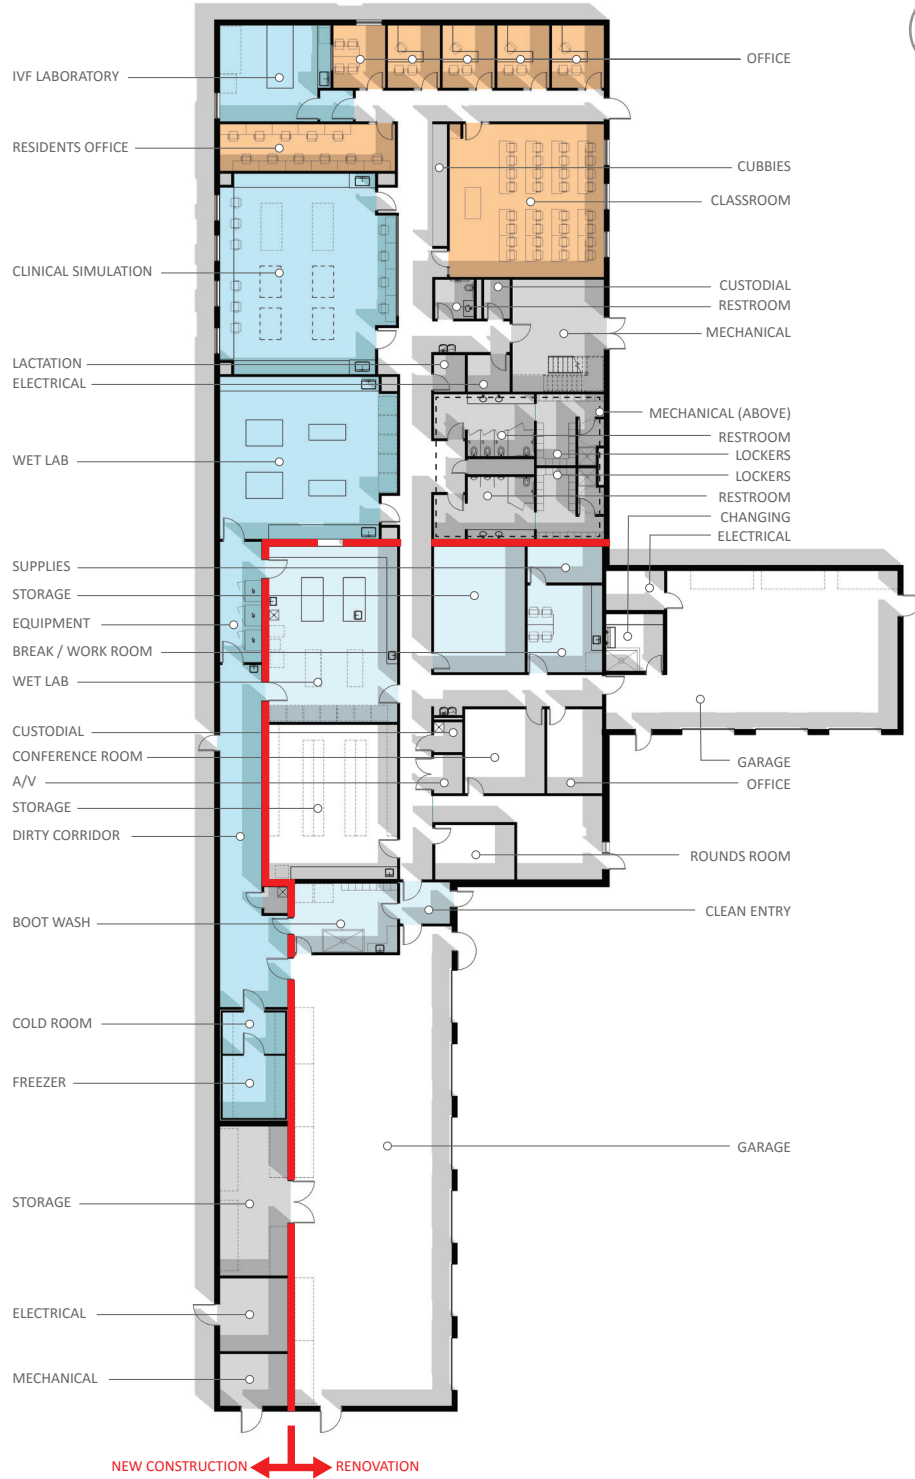 OFFICE
IVF LABORATORY
RESIDENTS OFFICE
CUBBIES
CLASSROOM
CLINICAL SIMULATION
CUSTODIAL
RESTROOM
MECHANICAL
LACTATION
ELECTRICAL
MECHANICAL (ABOVE)
RESTROOM
LOCKERS
WET LAB
LOCKERS
RESTROOM
CHANGING
ELECTRICAL
SUPPLIES
STORAGE
EQUIPMENT
BREAK / WORK ROOM
WET LAB
CUSTODIAL
CONFERENCE ROOM
GARAGE
A/V
OFFICE
STORAGE
DIRTY CORRIDOR
ROUNDS ROOM
CLEAN ENTRY
BOOT WASH
COLD ROOM
FREEZER
GARAGE
STORAGE
ELECTRICAL
MECHANICAL
NEW CONSTRUCTION
RENOVATION